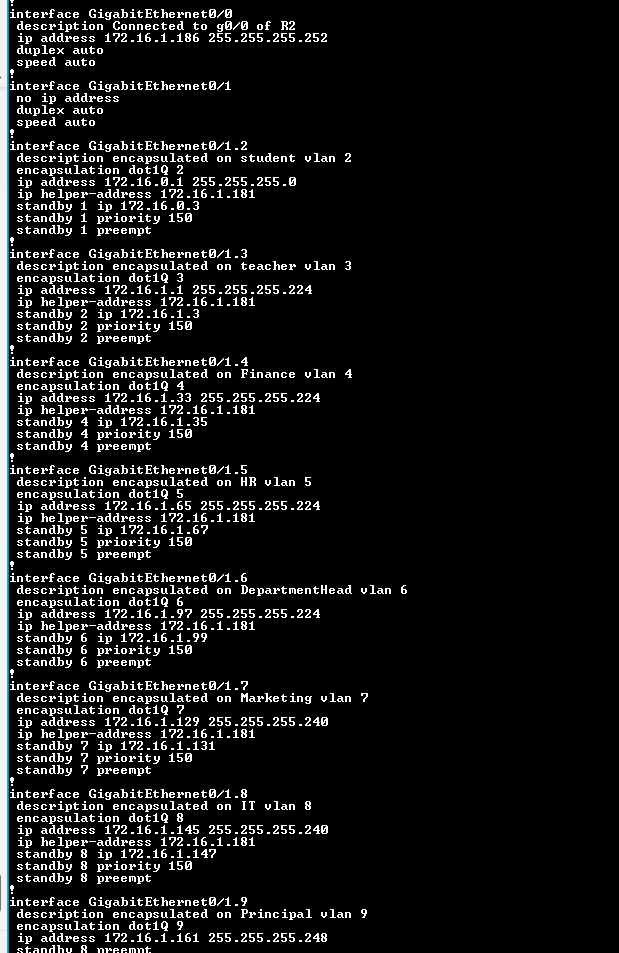 !
interface GigabitEthernet0/0
description Connected to g0/0 of R2
ip address 172.16.1.186 255.255.255.252
duplex auto
speed auto
!
interface GigabitEthernet0/1
no ip address
duplex auto
speed auto
!
interface GigabitEthernet0/1.2
description encapsulated on student vlan 2
encapsulation dot1Q 2
ip address 172.16.0.1 255.255.255.0
ip helper-address 172.16.1.181
standby 1 ip 172.16.0.3
standby 1 priority 150
standby 1 preempt
!
interface GigabitEthernet0/1.3
description encapsulated on teacher vlan 3
encapsulation dot1Q 3
ip address 172.16.1.1 255.255.255.224
ip helper-address 172.16.1.181
standby 2 ip 172.16.1.3
standby 2 priority 150
standby 2 preempt
!
interface GigabitEthernet0/1.4
description encapsulated on Finance vlan 4
encapsulation dot1Q 4
ip address 172.16.1.33 255.255.255.224
ip helper-address 172.16.1.181
standby 4 ip 172.16.1.35
standby 4 priority 150
standby 4 preempt
!
interface GigabitEthernet0/1.5
description encapsulated on HR vlan 5
encapsulation dot1Q 5
ip address 172.16.1.65 255.255.255.224
ip helper-address 172.16.1.181
standby 5 ip 172.16.1.67
standby 5 priority 150
standby 5 preempt
!
interface GigabitEthernet0/1.6
description encapsulated on DepartmentHead vlan 6
encapsulation dot1Q 6
ip address 172.16.1.97 255.255.255.224
ip helper-address 172.16.1.181
standby 6 ip 172.16.1.99
standby 6 priority 150
standby 6 preempt
!
interface GigabitEthernet0/1.7
description encapsulated on Marketing vlan 7
encapsulation dot1Q 7
ip address 172.16.1.129 255.255.255.240
ip helper-address 172.16.1.181
standby 7 ip 172.16.1.131
standby 7 priority 150
standby 7 preempt
!
interface GigabitEthernet0/1.8
description encapsulated on IT vlan 8
encapsulation dot1Q 8
ip address 172.16.1.145 255.255.255.240
ip helper-address 172.16.1.181
standby 8 ip 172.16.1.147
standby 8 priority 150
standby 8 preempt
!
interface GigabitEthernet0/1.9
description encapsulated on Principal vlan 9
encapsulation dot1Q 9
ip address 172.16.1.161 255.255.255.248
standby 8 preempt